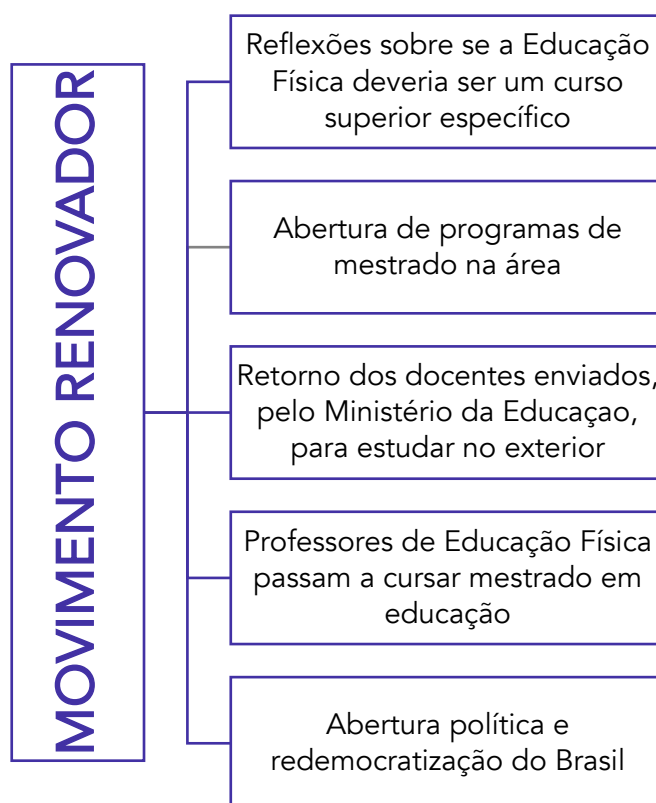 MOVIMENTO RENOVADOR
Reflexões sobre se a Educação
Física deveria ser um curso
superior específico
Abertura de programas de
mestrado na área
Retorno dos docentes enviados,
pelo Ministério da Educaçao,
para estudar no exterior
Professores de Educação Física
passam a cursar mestrado em
educação
Abertura política e
redemocratização do Brasil